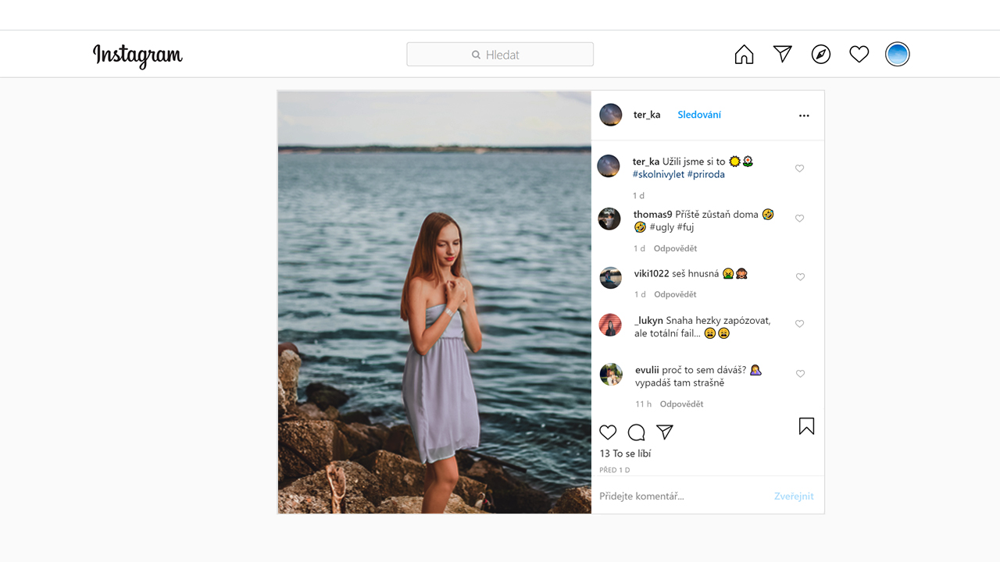 Instagram
Hledat
ter_ka Sledování
ter_ka Užili jsme si to 🌞🌼
#skolnivylet #priroda
1 d
thomas9 Příště zůstaň doma 🤣
🤣 #ugly #fuj
1 d Odpovědět
viki1022 seš hnusná 🤮🙈
1 d Odpovědět
_lukyn Snaha hezky zapózovat,
ale totální fail... 😩😩
evulii proč to sem dáváš? 🤦‍♀️
vypadáš tam strašně
11 h Odpovědět
13 To se líbí
PŘED 1 D
Přidejte komentář... Zveřejnit